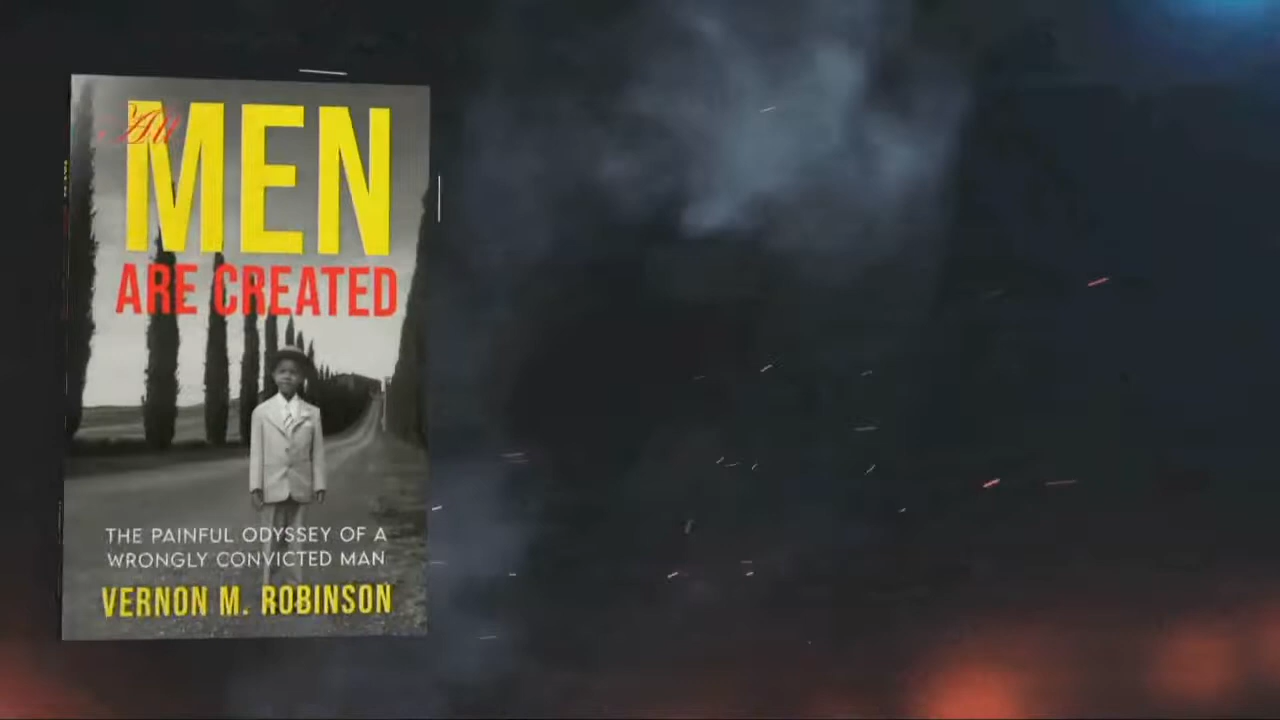 All
MEN
ARE CREATED
THE PAINFUL ODYSSEY OF A
WRONGLY CONVICTED MAN
VERNON M. ROBINSON